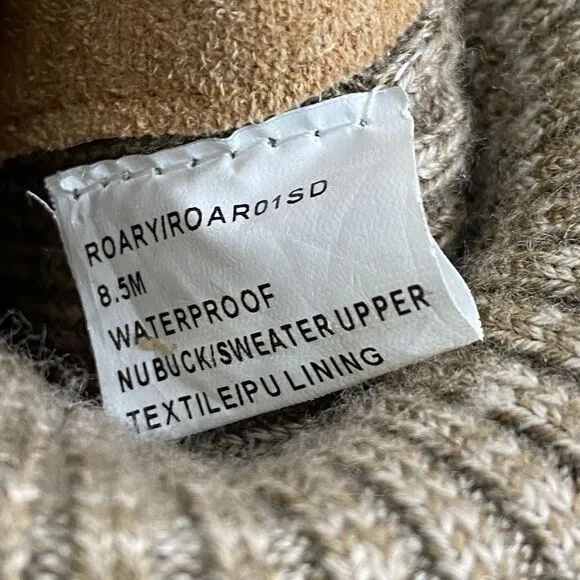 ROARY/ROAR01SD
8.5M
WATERPROOF
NUBUCK/SWEATER UPPER
TEXTILE/PU LINING